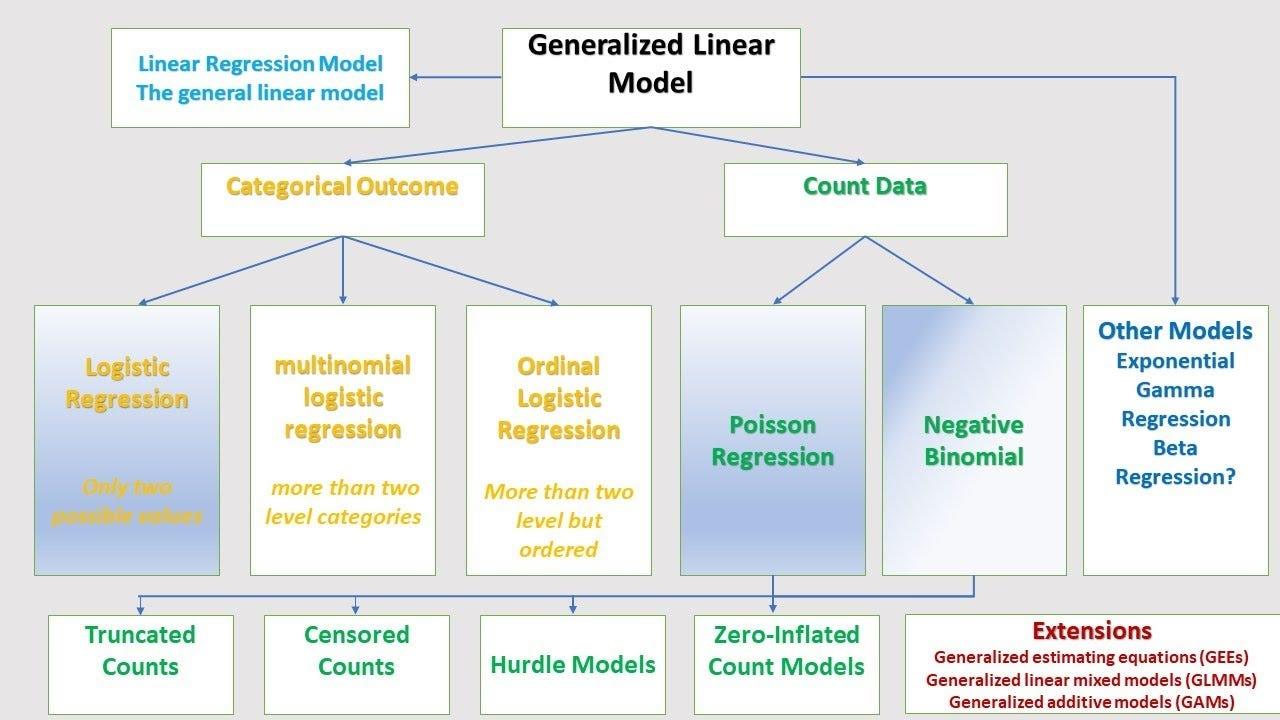 Generalized Linear
Model
Linear Regression Model
The general linear model
Categorical Outcome
Count Data
Logistic
Regression
Only two
possible values
multinomial
logistic
regression
more than two
level categories
Ordinal
Logistic
Regression
More than two
level but
ordered
Poisson
Regression
Negative
Binomial
Other Models
Exponential
Gamma
Regression
Beta
Regression?
Truncated
Counts
Censored
Counts
Hurdle Models
Zero-Inflated
Count Models
Extensions
Generalized estimating equations (GEEs)
Generalized linear mixed models (GLMMs)
Generalized additive models (GAMs)